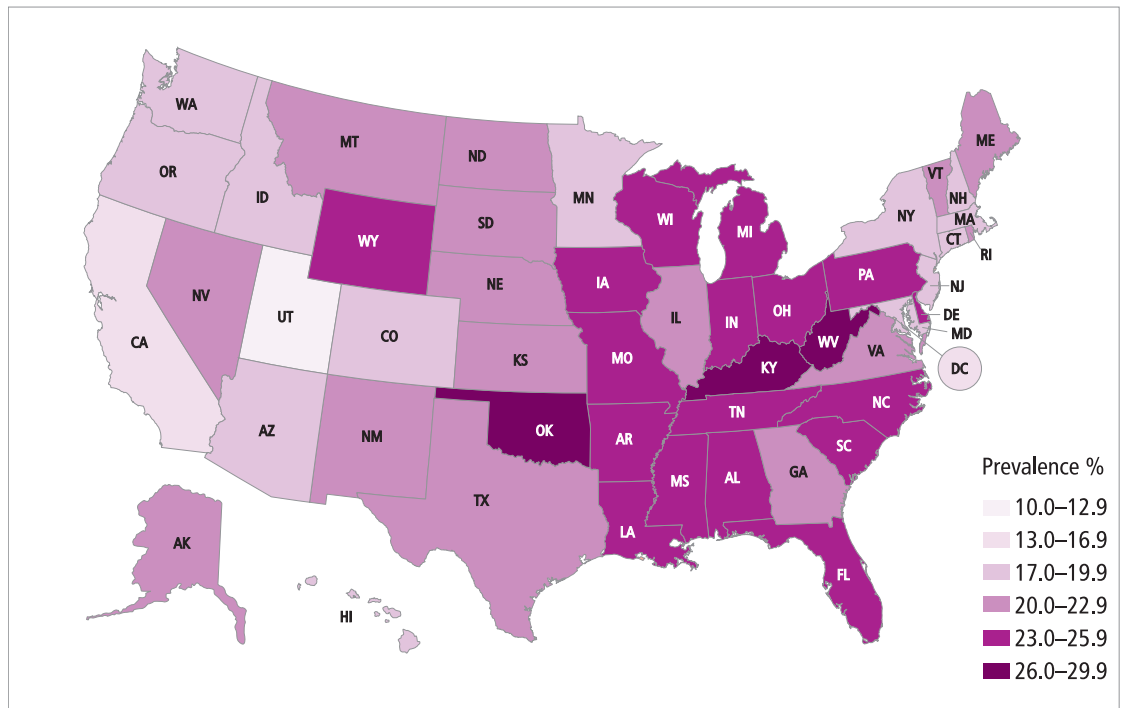 WA
MT
ND
ME
OR
ID
MN
VT
NH
WY
SD
WI
MI
NY
MA
CT
RI
NV
UT
NE
IA
PA
NJ
CA
CO
IL
IN
OH
DE
MD
KS
MO
KY
WV
VA
DC
AZ
NM
OK
AR
TN
NC
SC
TX
LA
MS
AL
GA
AK
FL
HI
Prevalence %
10.0–12.9
13.0–16.9
17.0–19.9
20.0–22.9
23.0–25.9
26.0–29.9